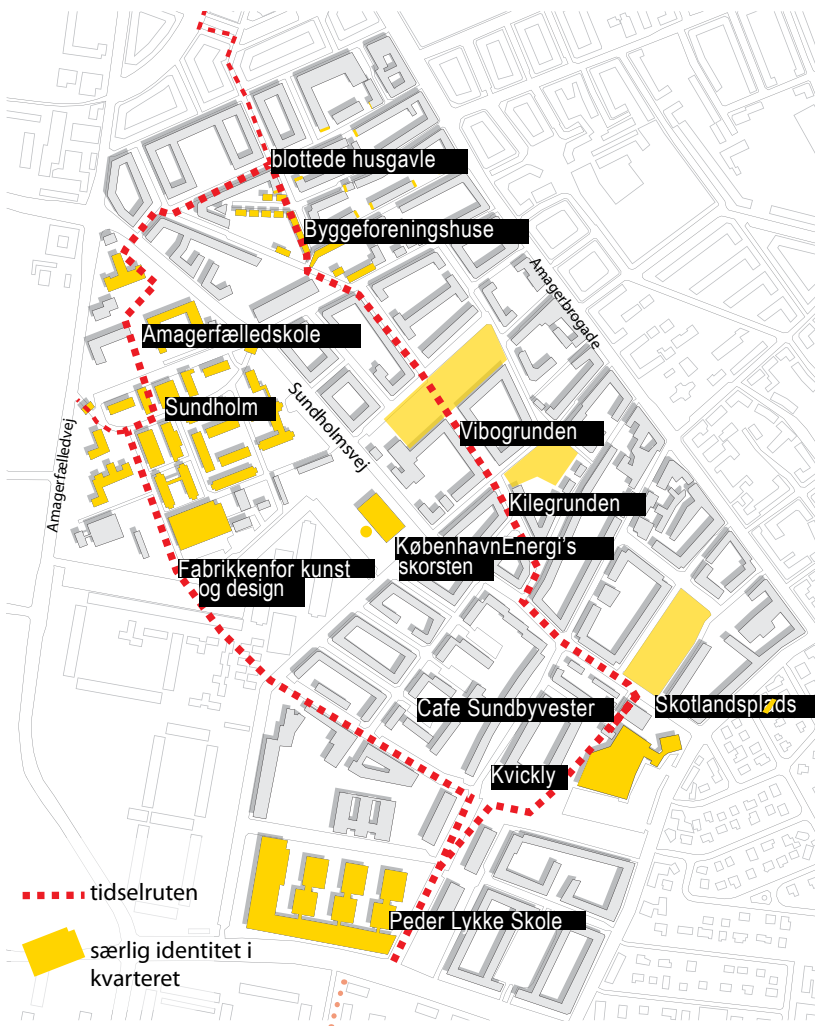 blottede husgavle
Byggeforeningshuse
Amagerbrogade
Amagerfælledskole
Sundholm
Sundholmsvej
Vibogrunden
Amagerfælledvej
Kilegrunden
KøbenhavnEnergi's
skorsten
Fabrikkenfor kunst
og design
Cafe Sundbyvester
Skotlandsplads
Kvickly
tidselruten
Peder Lykke Skole
særlig identitet i
kvarteret